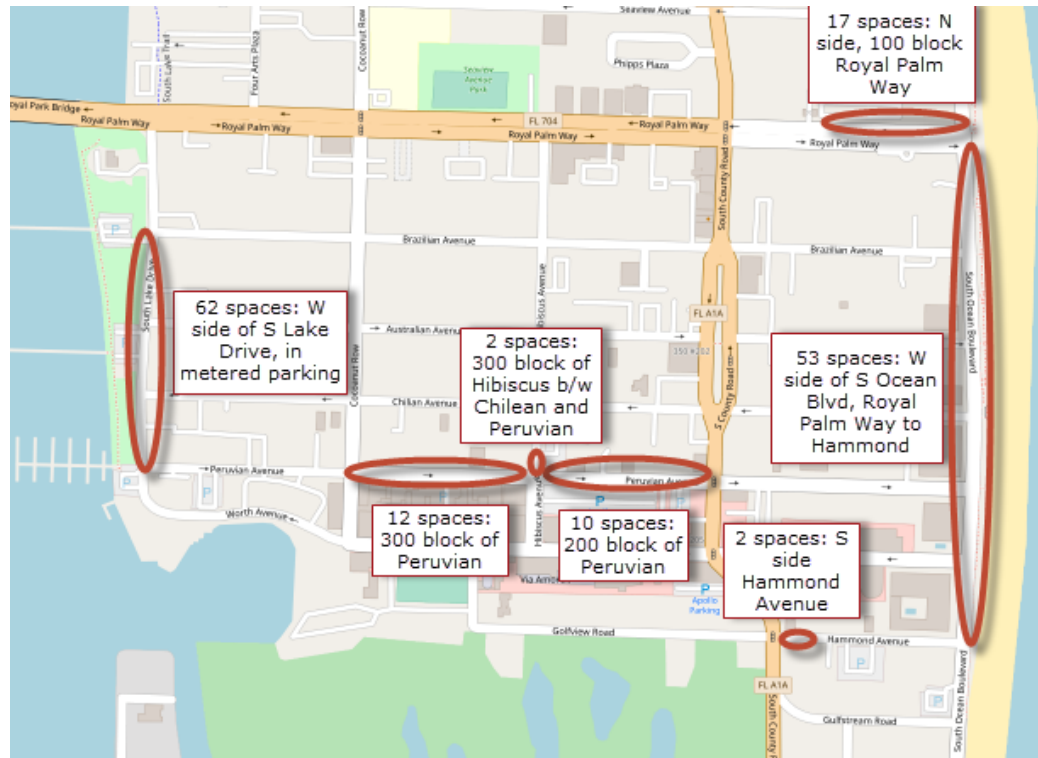 Seaview Avenue
17 spaces: N
side, 100 block
Royal Palm
Way
South Lake Trail
Four Arts Plaza
Cocoanut Row
Phipps Plaza
Seaview
Avenue
Park
oyal Park Bridge
Royal Palm Way
Royal Palm Way
FL 704
Royal Palm Way
Royal Palm Way
Royal Palm Way
South County Road
P
Brazilian Avenue
Brazilian Avenue
South Lake Drive
Hibiscus Avenue
South Ocean Boulevard
62 spaces: W
side of S Lake
Drive, in
metered parking
FL A1A
Australian Avenue
2 spaces:
300 block of
Hibiscus b/w
Chilean and
Peruvian
53 spaces: W
side of S Ocean
Blvd, Royal
Palm Way to
Hammond
Cocoanut Row
Chilian Avenue
S County Road
Peruvian Avenue
Peruvian Avenue
P
P
P
P
Worth Avenue
Hibiscus Avenue
12 spaces:
300 block of
Peruvian
10 spaces:
200 block of
Peruvian
2 spaces: S
side
Hammond
Avenue
Via Amore
P
Apollo
Parking
Golfview Road
Hammond Avenue
P
FL A1A
P
South County
Gulfstream Road
South Ocean Boulevard